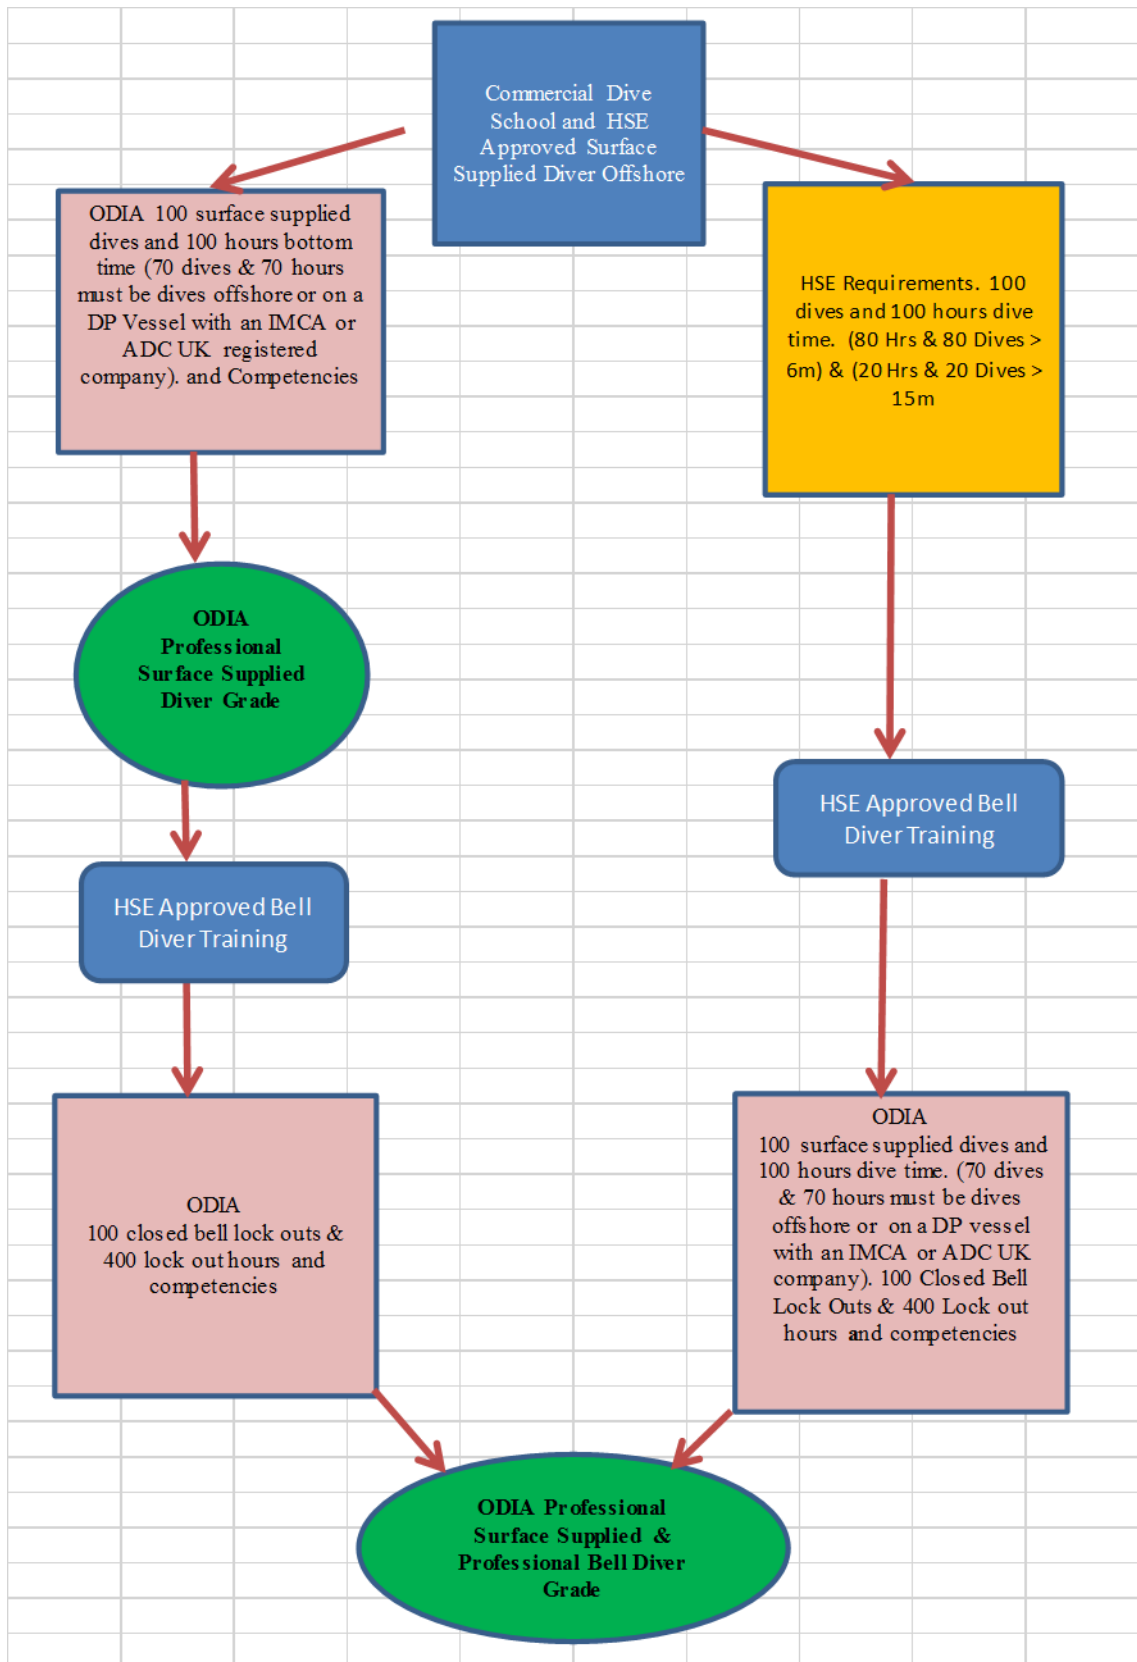 Commercial Dive
School and HSE
Approved Surface
Supplied Diver Offshore
ODIA 100 surface supplied
dives and 100 hours bottom
time (70 dives & 70 hours
must be dives offshore or on a
DP Vessel with an IMCA or
ADC UK registered
company). and Competencies
ODIA
Professional
Surface Supplied
Diver Grade
HSE Approved Bell
Diver Training
ODIA
100 closed bell lock outs &
400 lock out hours and
competencies
HSE Requirements. 100
dives and 100 hours dive
time. (80 Hrs & 80 Dives >
6m) & (20 Hrs & 20 Dives >
15m
HSE Approved Bell
Diver Training
ODIA
100 surface supplied dives and
100 hours dive time. (70 dives
& 70 hours must be dives
offshore or on a DP vessel
with an IMCA or ADC UK
company). 100 Closed Bell
Lock Outs & 400 Lock out
hours and competencies
ODIA Professional
Surface Supplied &
Professional Bell Diver
Grade